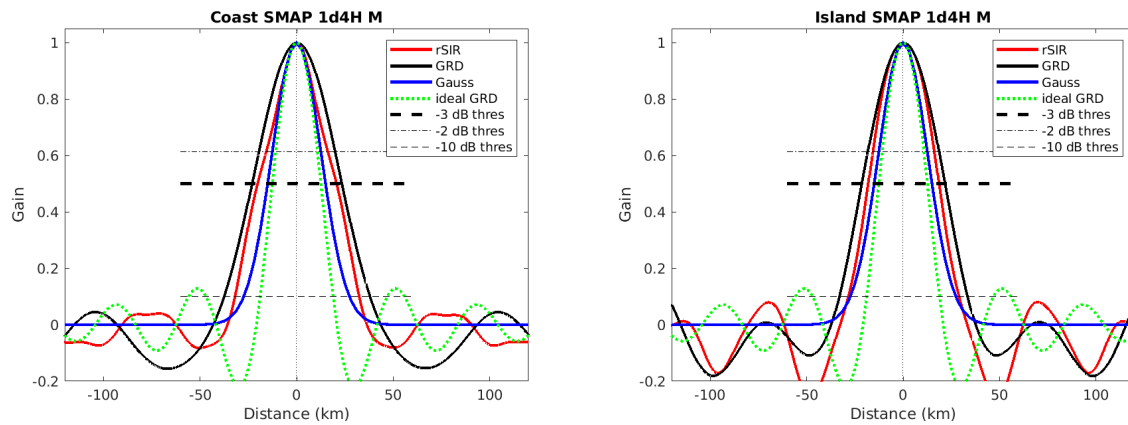 Coast SMAP 1d4H M
1
0.8
0.6
0.4
0.2
0
-0.2
Gain
-100
-50
0
50
100
Distance (km)
rSIR
GRD
Gauss
ideal GRD
-3 dB thres
-2 dB thres
-10 dB thres
Island SMAP 1d4H M
1
0.8
0.6
0.4
0.2
0
-0.2
Gain
-100
-50
0
50
100
Distance (km)
rSIR
GRD
Gauss
ideal GRD
-3 dB thres
-2 dB thres
-10 dB thres